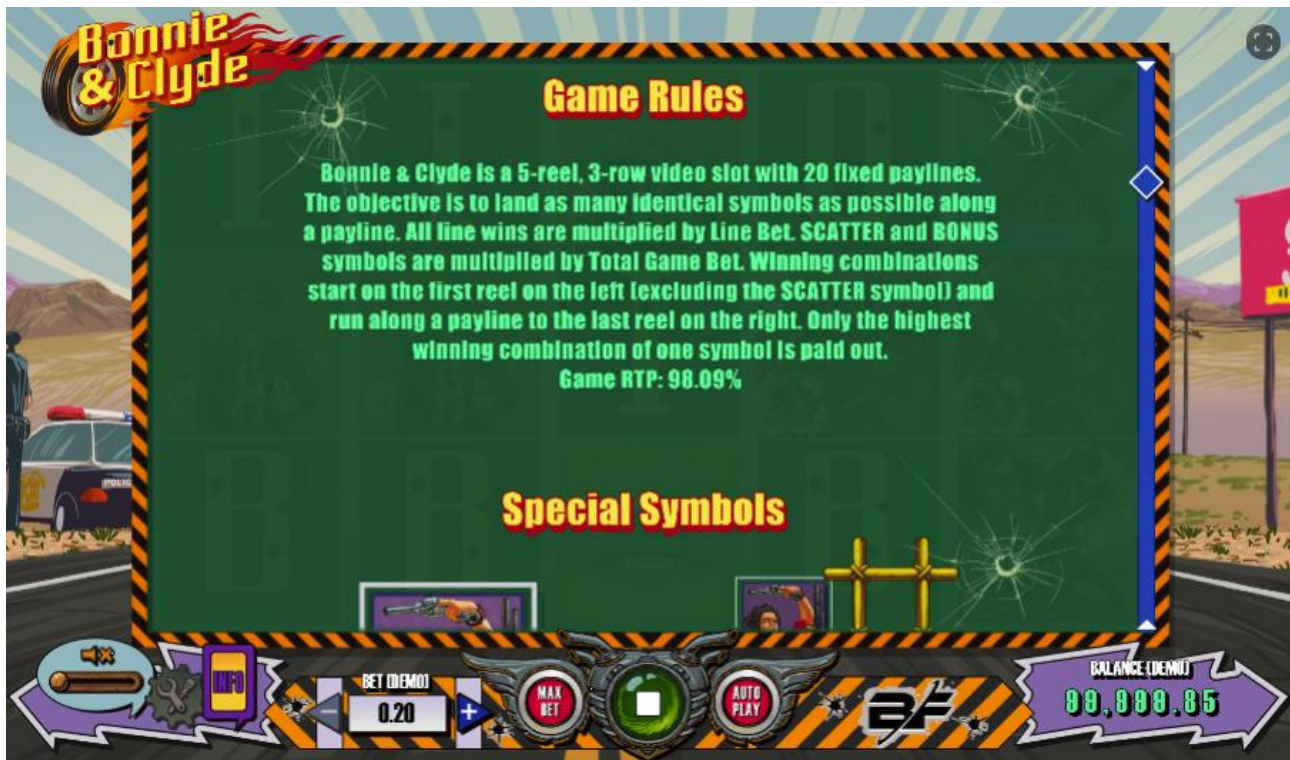 Bonnie
& Clyde
Game Rules
Bonnie & Clyde is a 5-reel, 3-row video slot with 20 fixed paylines.
The objective is to land as many identical symbols as possible along
a payline. All line wins are multiplied by Line Bet. SCATTER and BONUS
symbols are multiplied by Total Game Bet. Winning combinations
start on the first reel on the left (excluding the SCATTER symbol) and
run along a payline to the last reel on the right. Only the highest
winning combination of one symbol is paid out.
Game RTP: 98.09%
Special Symbols
INFO
BET (DEMO)
0.20
MAX
BET
AUTO
PLAY
BF
BALANCE (DEMO)
99,999.85